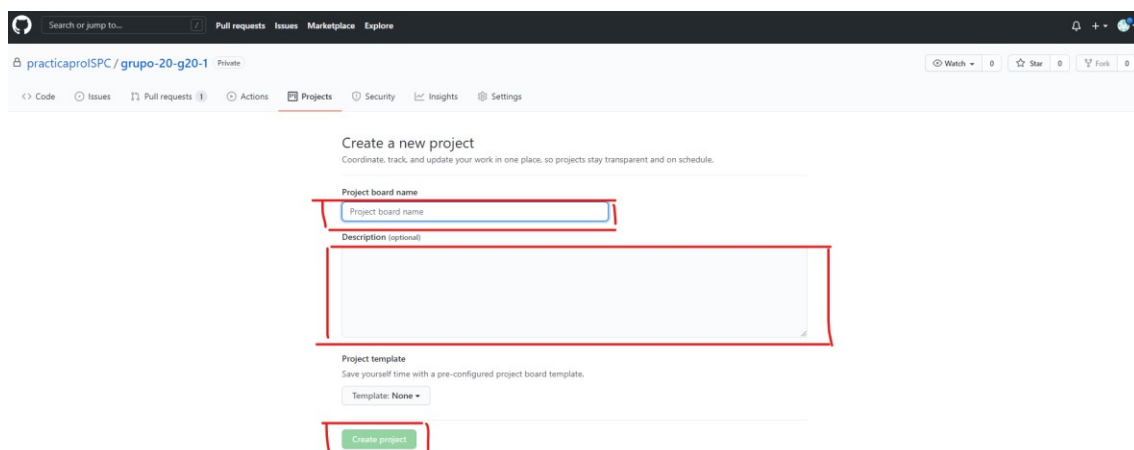 Search or jump to... /
Pull requests Issues Marketplace Explore
practicaproISPC / grupo-20-g20-1 Private
Watch 0 Star 0 Fork 0
<> Code Issues Pull requests 1 Actions Projects Security Insights Settings
Create a new project
Coordinate, track, and update your work in one place, so projects stay transparent and on schedule.
Project board name
Project board name
Description (optional)
Project template
Save yourself time with a pre-configured project board template.
Template: None
Create project